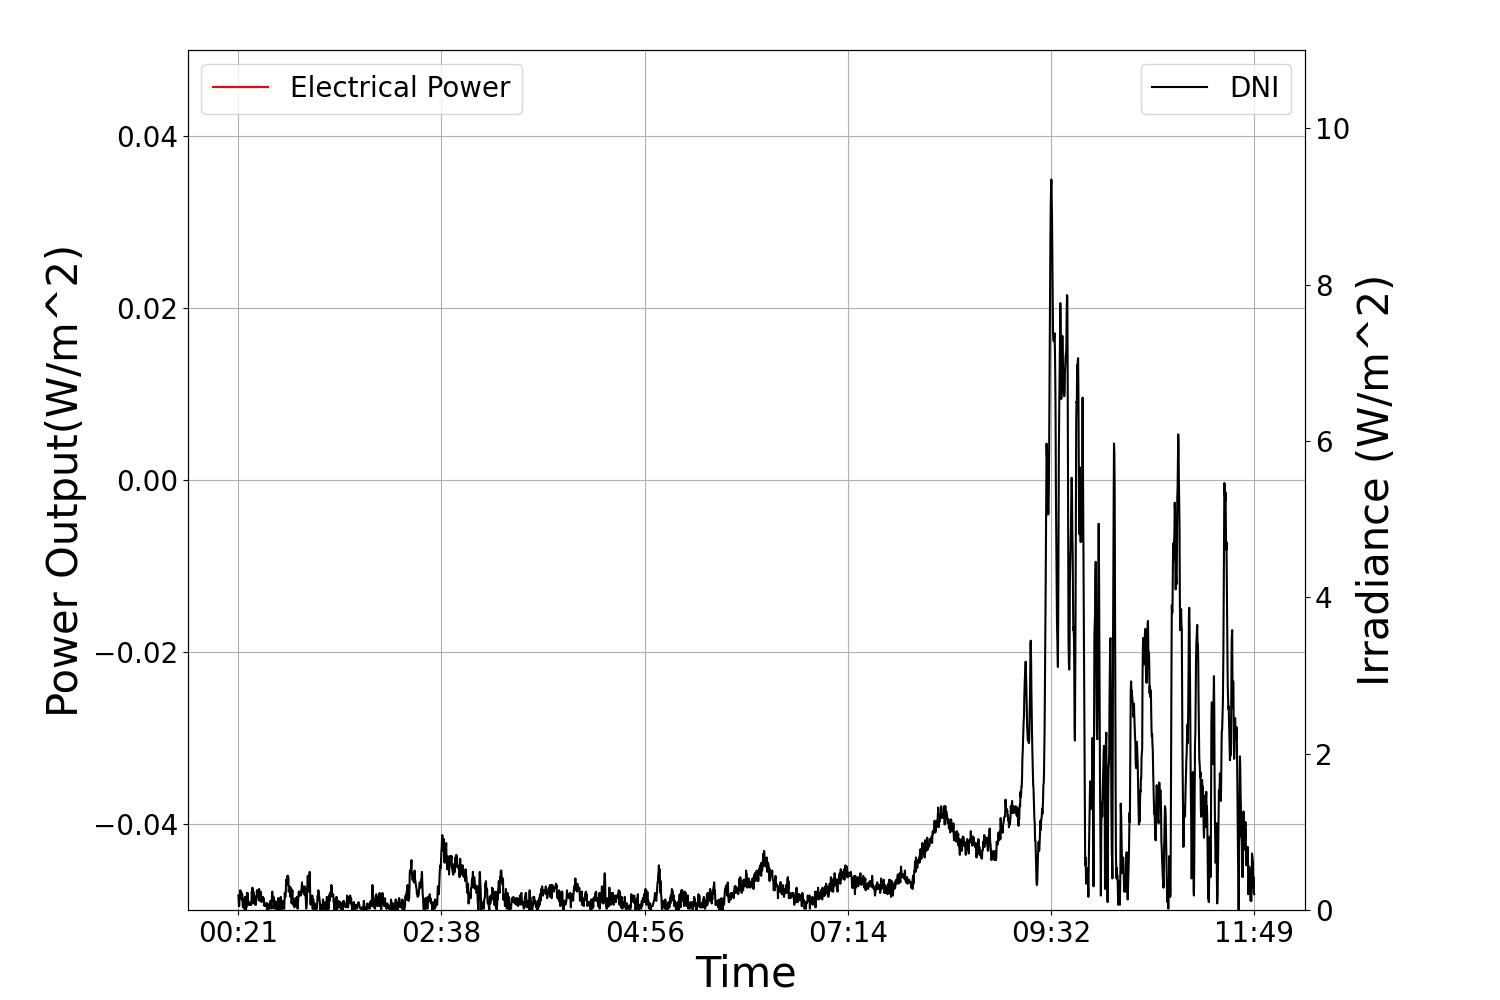 Electrical Power
DNI
0.04
0.02
0.00
−0.02
−0.04
10
8
6
4
2
0
Power Output(W/m^2)
Irradiance (W/m^2)
00:21 02:38 04:56 07:14 09:32 11:49
Time